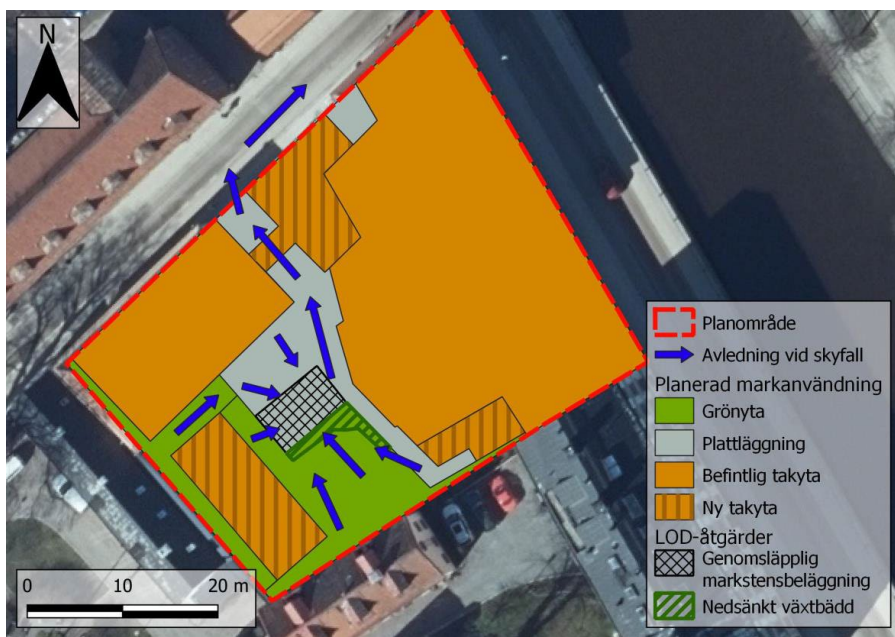 N
Planområde
Avledning vid skyfall
Planerad markanvändning
Grönyta
Plattläggning
Befintlig takyta
Ny takyta
LOD-åtgärder
Genomsläpplig
markstensbeläggning
Nedsänkt växtbädd
0 10 20 m